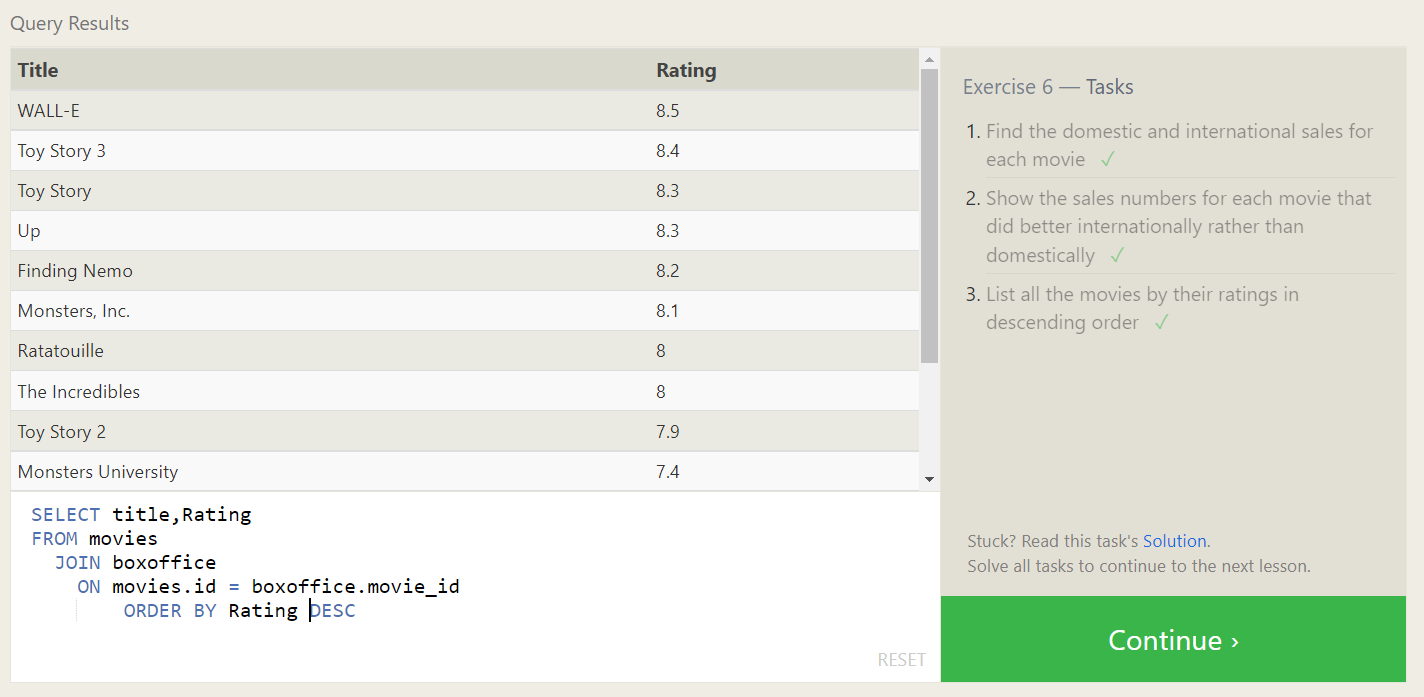 Query Results
Title Rating
WALL-E 8.5
Toy Story 3 8.4
Toy Story 8.3
Up 8.3
Finding Nemo 8.2
Monsters, Inc. 8.1
Ratatouille 8
The Incredibles 8
Toy Story 2 7.9
Monsters University 7.4
SELECT title,Rating
FROM movies
JOIN boxoffice
ON movies.id = boxoffice.movie_id
ORDER BY Rating DESC
RESET
Exercise 6 — Tasks
1. Find the domestic and international sales for
each movie ✓
2. Show the sales numbers for each movie that
did better internationally rather than
domestically ✓
3. List all the movies by their ratings in
descending order ✓
Stuck? Read this task's Solution.
Solve all tasks to continue to the next lesson.
Continue ›